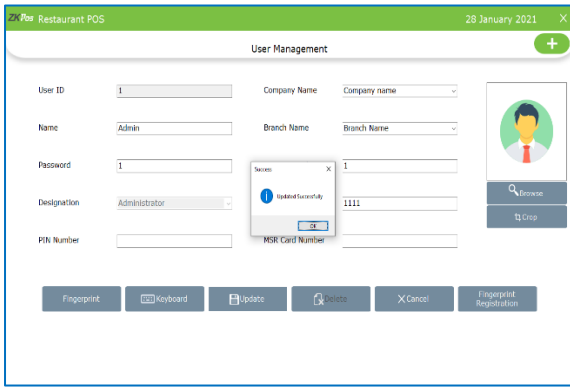 ZKPos Restaurant POS 28 January 2021 X
User Management +
User ID 1 Company Name Company name
Name Admin Branch Name Branch Name
Password 1 1
Success X
Updated Successfully
OK
Designation Administrator 1111
PIN Number MSR Card Number
Browse
Crop
Fingerprint Keyboard Update Delete X Cancel Fingerprint Registration